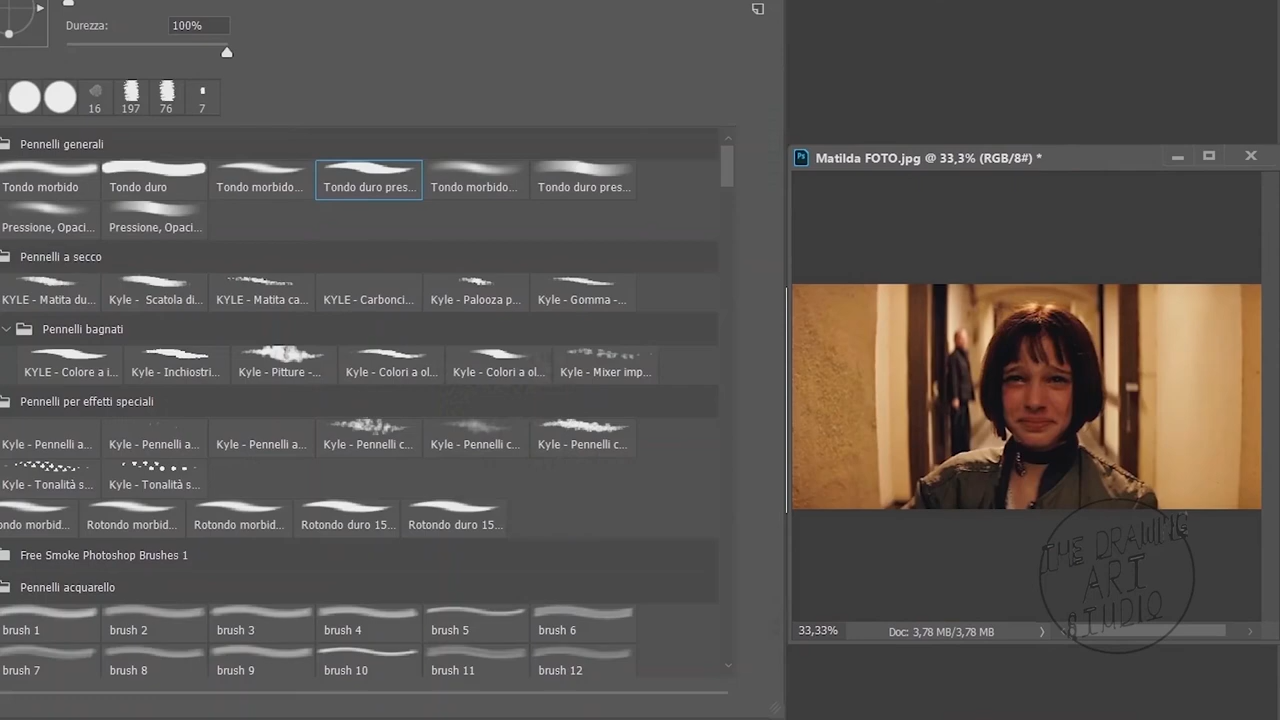 Durezza: 100%
16 197 76 7
Pennelli generali
Tondo morbido Tondo duro Tondo morbido... Tondo duro pres... Tondo morbido... Tondo duro pres...
Pressione, Opaci... Pressione, Opaci...
Pennelli a secco
KYLE - Matita du... Kyle - Scatola di... KYLE - Matita ca... KYLE - Carbonci... Kyle - Palooza p... Kyle - Gomma -...
Pennelli bagnati
KYLE - Colore a i... Kyle - Inchiostri... Kyle - Pitture -... Kyle - Colori a ol... Kyle - Colori a ol... Kyle - Mixer imp...
Pennelli per effetti speciali
Kyle - Pennelli a... Kyle - Pennelli a... Kyle - Pennelli a... Kyle - Pennelli c... Kyle - Pennelli c... Kyle - Pennelli c...
Kyle - Tonalità s... Kyle - Tonalità s...
ondo morbid... Rotondo morbid... Rotondo morbid... Rotondo duro 15... Rotondo duro 15...
Free Smoke Photoshop Brushes 1
Pennelli acquarello
brush 1 brush 2 brush 3 brush 4 brush 5 brush 6
brush 7 brush 8 brush 9 brush 10 brush 11 brush 12
Ps Matilda FOTO.jpg @ 33,3% (RGB/8#) *
THE DRAWING
ART
STUDIO
33,33% Doc: 3,78 MB/3,78 MB